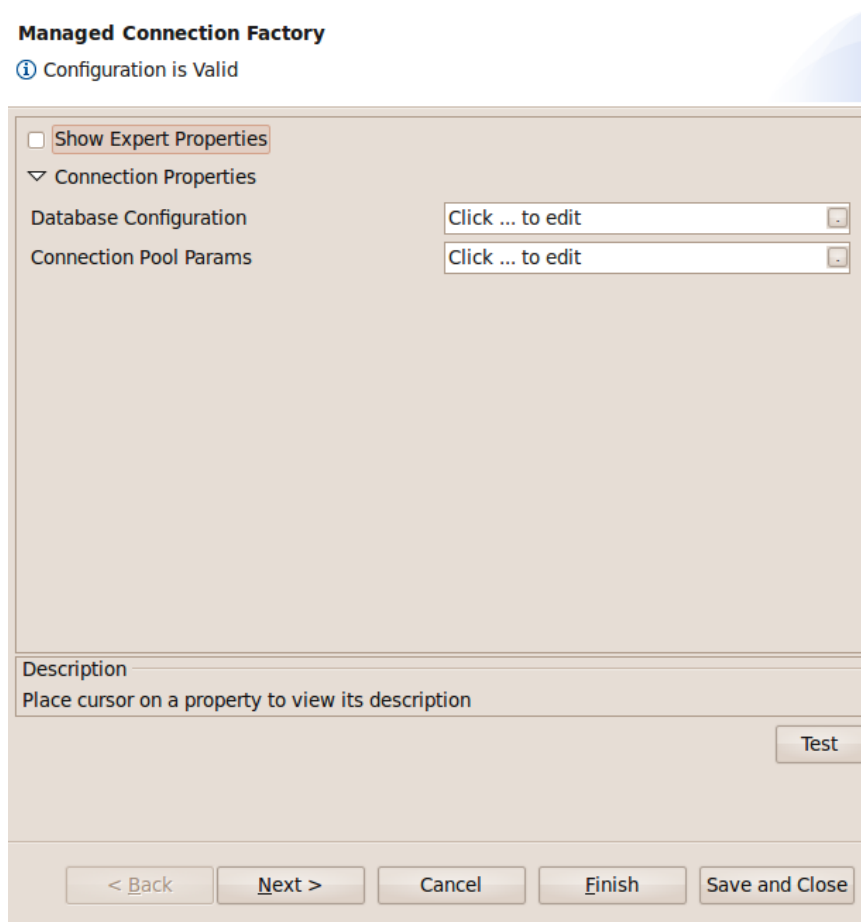 Managed Connection Factory
Configuration is Valid
Show Expert Properties
Connection Properties
Database Configuration Click ... to edit .
Connection Pool Params Click ... to edit .
Description
Place cursor on a property to view its description
Test
< Back Next > Cancel Finish Save and Close